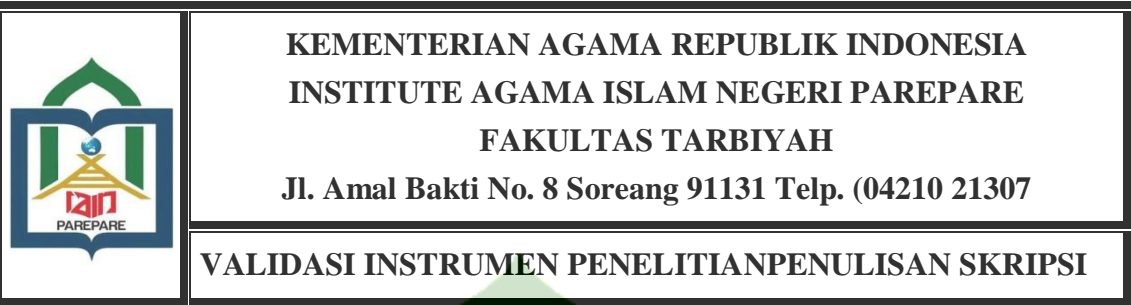 KEMENTERIAN AGAMA REPUBLIK INDONESIA
INSTITUTE AGAMA ISLAM NEGERI PAREPARE
FAKULTAS TARBIYAH
Jl. Amal Bakti No. 8 Soreang 91131 Telp. (04210 21307
IAIN
PAREPARE
VALIDASI INSTRUMEN PENELITIANPENULISAN SKRIPSI